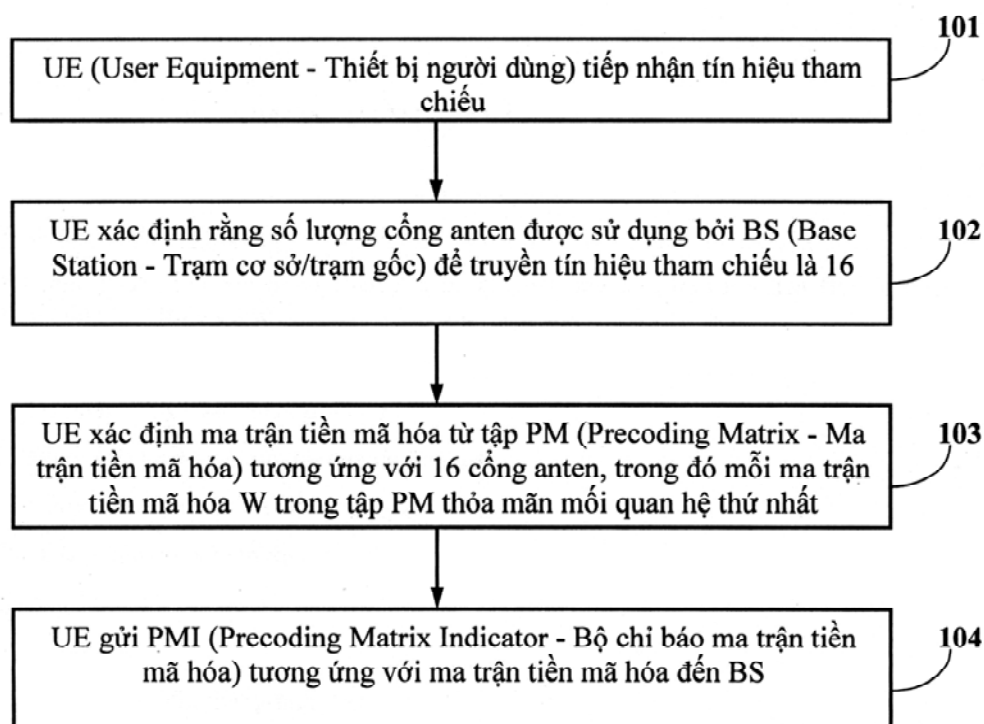 101
UE (User Equipment - Thiết bị người dùng) tiếp nhận tín hiệu tham
chiếu
UE xác định rằng số lượng cổng anten được sử dụng bởi BS (Base
Station - Trạm cơ sở/trạm gốc) để truyền tín hiệu tham chiếu là 16
102
UE xác định ma trận tiền mã hóa từ tập PM (Precoding Matrix - Ma
trận tiền mã hóa) tương ứng với 16 cổng anten, trong đó mỗi ma trận
tiền mã hóa W trong tập PM thỏa mãn mối quan hệ thứ nhất
103
UE gửi PMI (Precoding Matrix Indicator - Bộ chỉ báo ma trận tiền
mã hóa) tương ứng với ma trận tiền mã hóa đến BS
104